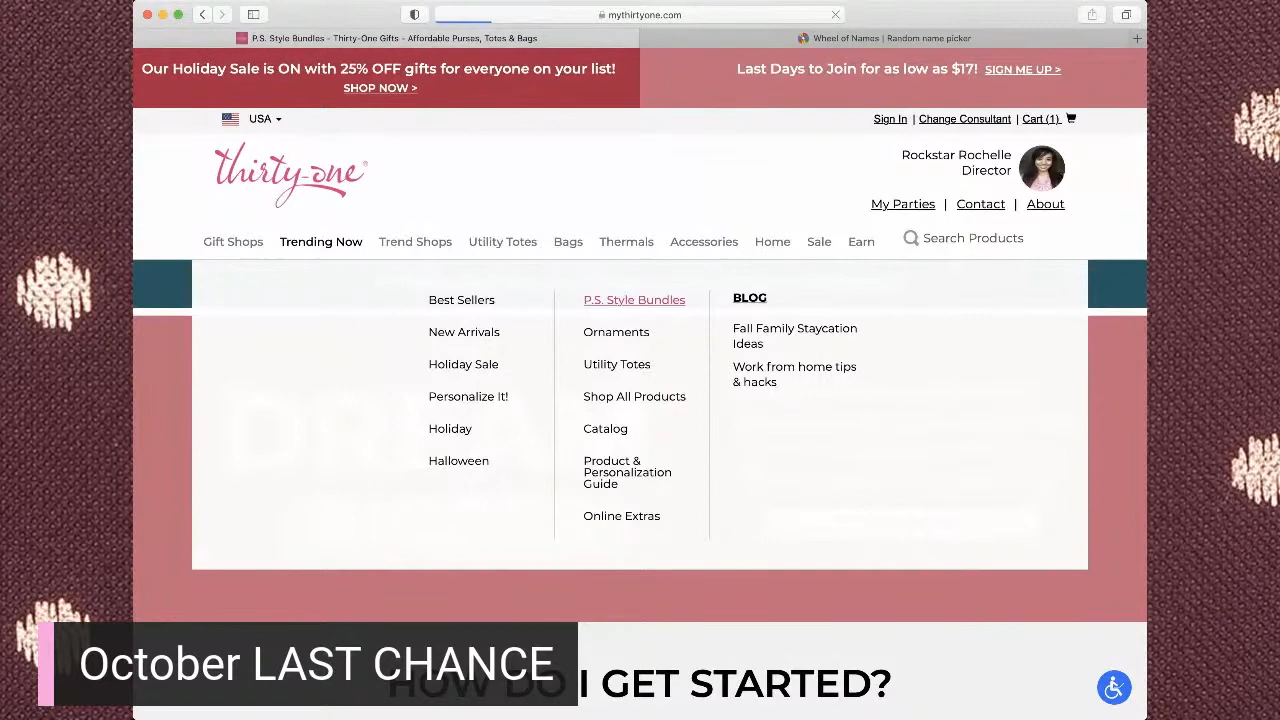 mythirtyone.com
P.S. Style Bundles - Thirty-One Gifts - Affordable Purses, Totes & Bags
Wheel of Names | Random name picker
Our Holiday Sale is ON with 25% OFF gifts for everyone on your list!
SHOP NOW >
Last Days to Join for as low as $17! SIGN ME UP >
USA
Sign In | Change Consultant | Cart (1)
thirty-one
Rockstar Rochelle
Director
My Parties | Contact | About
Gift Shops Trending Now Trend Shops Utility Totes Bags Thermals Accessories Home Sale Earn Search Products
Best Sellers
New Arrivals
Holiday Sale
Personalize It!
Holiday
Halloween
P.S. Style Bundles
Ornaments
Utility Totes
Shop All Products
Catalog
Product &
Personalization
Guide
Online Extras
BLOG
Fall Family Staycation
Ideas
Work from home tips
& hacks
HOW DO I GET STARTED?
October LAST CHANCE